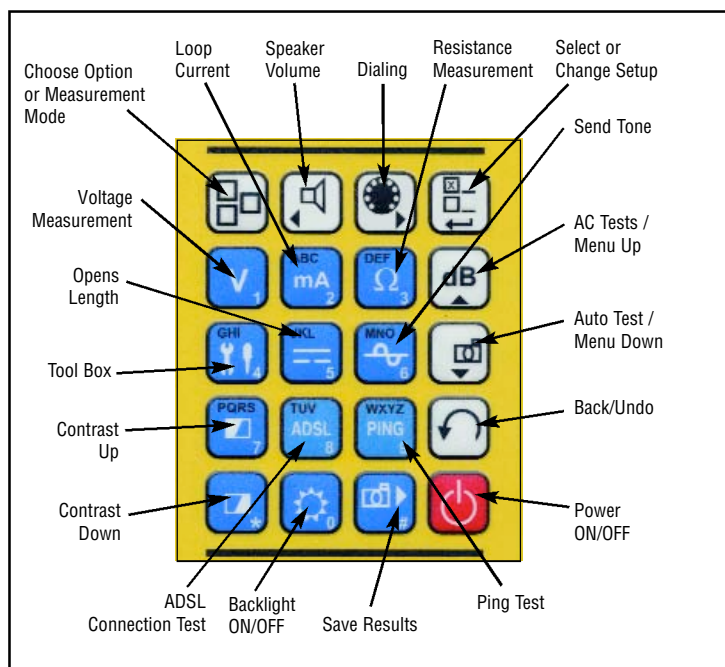 Loop
Current
Speaker
Volume
Dialing
Resistance
Measurement
Select or
Change Setup
Choose Option
or Measurement
Mode
Send Tone
Voltage
Measurement
AC Tests /
Menu Up
Opens
Length
Auto Test /
Menu Down
Tool Box
Back/Undo
Contrast
Up
Contrast
Down
Power
ON/OFF
ADSL
Connection Test
Backlight
ON/OFF
Save Results
Ping Test
X
V 1
ABC
mA
2
DEF
Ω
3
dB
GHI
4
JKL
5
MNO
6
PQRS
7
TUV
ADSL
8
WXYZ
PING
*
0
#